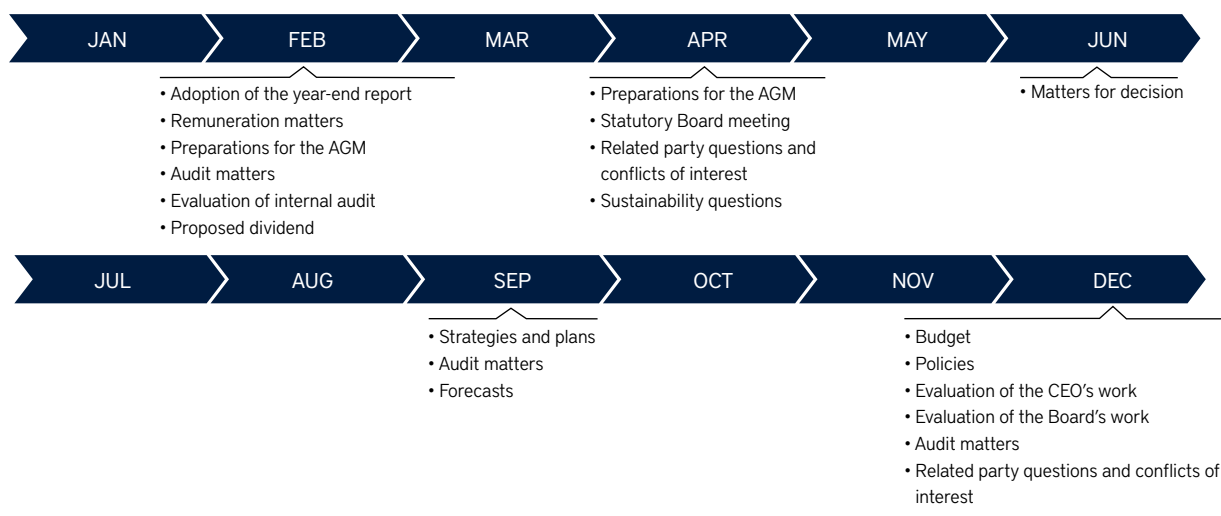 JAN FEB MAR APR MAY JUN
• Adoption of the year-end report
• Remuneration matters
• Preparations for the AGM
• Audit matters
• Evaluation of internal audit
• Proposed dividend
• Preparations for the AGM
• Statutory Board meeting
• Related party questions and
conflicts of interest
• Sustainability questions
• Matters for decision
JUL AUG SEP OCT NOV DEC
• Strategies and plans
• Audit matters
• Forecasts
• Budget
• Policies
• Evaluation of the CEO’s work
• Evaluation of the Board’s work
• Audit matters
• Related party questions and conflicts of
interest